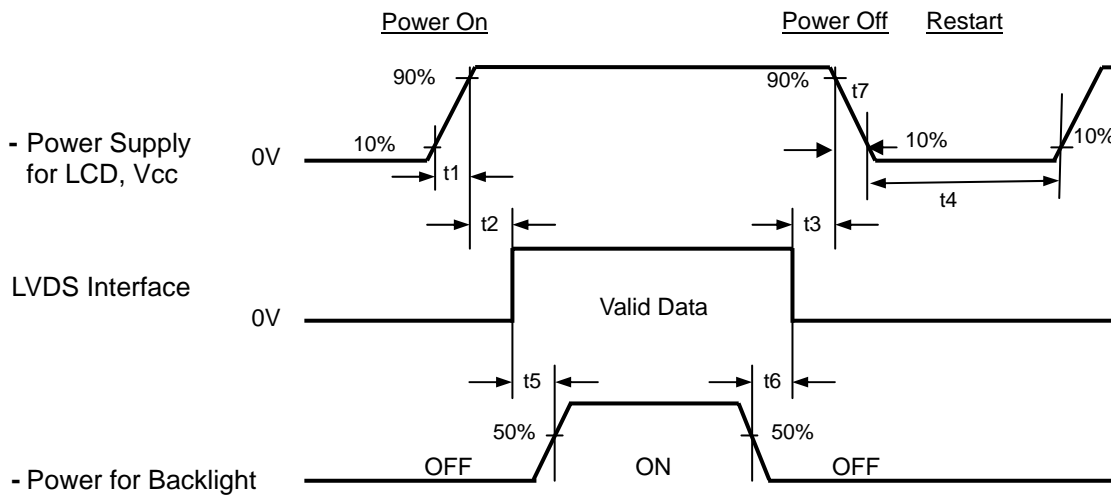 Power On
Power Off
Restart
90%
90%
t7
- Power Supply
for LCD, Vcc
0V
10%
10%
10%
t1
t4
t2
t3
LVDS Interface
0V
Valid Data
t5
t6
50%
50%
- Power for Backlight
OFF
ON
OFF